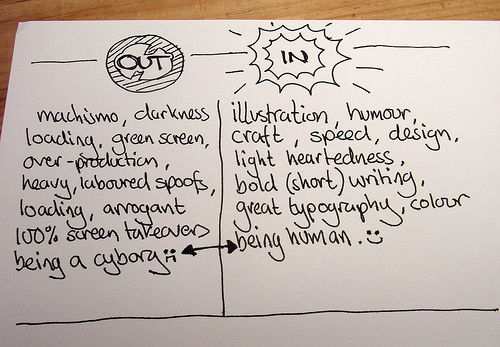 OUT
IN
machismo, darkness
loading, green screen,
over-production,
heavy, laboured spoofs,
loading, arrogant
100% screen takeovers
being a cyborg :(
illustration, humour,
craft, speed, design,
light heartedness,
bold (short) writing,
great typography, colour
being human. :)